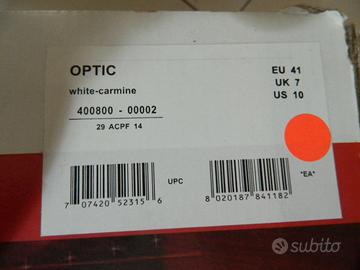 OPTIC
white-carmine
400800 - 00002
29 ACPF 14
EU 41
UK 7
US 10
UPC
"EA"
7 07420 52315 6
8 020187 841182
subito